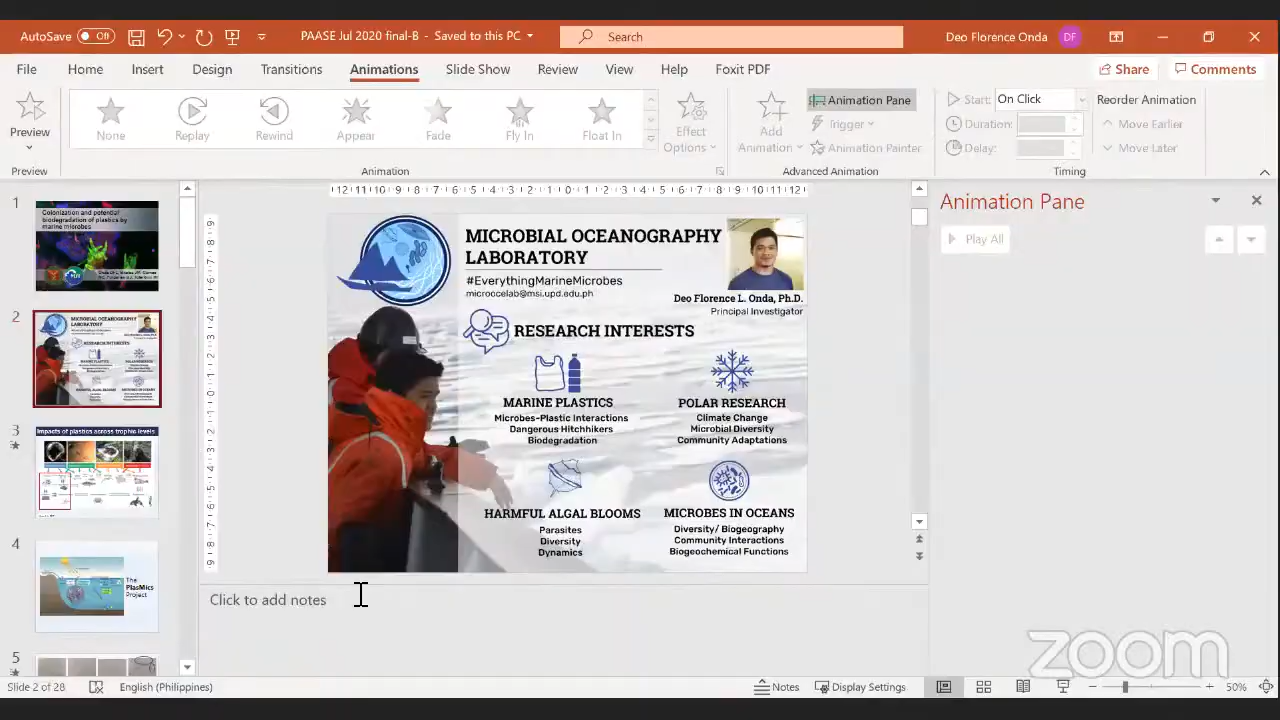 AutoSave Off
PAASE Jul 2020 final-B - Saved to this PC
Search
Deo Florence Onda DF
File Home Insert Design Transitions Animations Slide Show Review View Help Foxit PDF
Share Comments
Preview
None Replay Rewind Appear Fade Fly In Float In
Effect Options
Add Animation
Animation Pane
Trigger
Animation Painter
Start: On Click
Duration:
Delay:
Reorder Animation
Move Earlier
Move Later
Preview Animation Advanced Animation Timing
1
Colonization and potential
biodegradation of plastics by
marine microbes
2
3
Impacts of plastics across trophic levels
4
The
PlasMics
Project
5
MICROBIAL OCEANOGRAPHY
LABORATORY
#EverythingMarineMicrobes
microocelab@msi.upd.edu.ph
Deo Florence L. Onda, Ph.D.
Principal Investigator
RESEARCH INTERESTS
MARINE PLASTICS
Microbes-Plastic Interactions
Dangerous Hitchhikers
Biodegradation
POLAR RESEARCH
Climate Change
Microbial Diversity
Community Adaptations
HARMFUL ALGAL BLOOMS
Parasites
Diversity
Dynamics
MICROBES IN OCEANS
Diversity/ Biogeography
Community Interactions
Biogeochemical Functions
Animation Pane
Play All
Click to add notes
zoom
Slide 2 of 28 English (Philippines) Notes Display Settings 50%